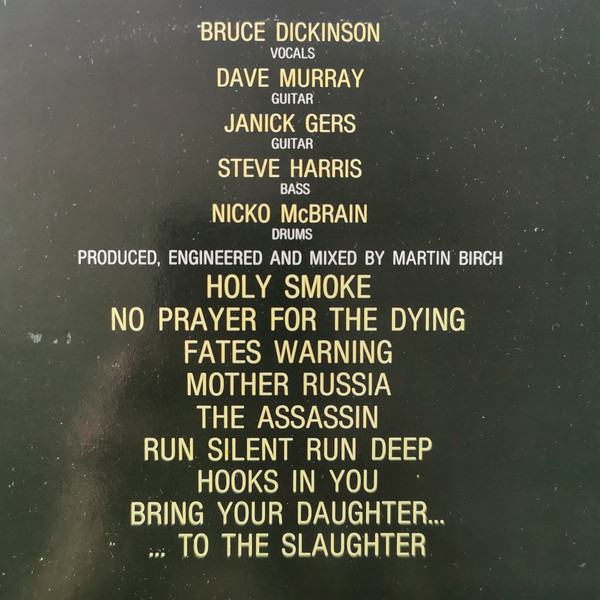 BRUCE DICKINSON
VOCALS
DAVE MURRAY
GUITAR
JANICK GERS
GUITAR
STEVE HARRIS
BASS
NICKO McBRAIN
DRUMS
PRODUCED, ENGINEERED AND MIXED BY MARTIN BIRCH
HOLY SMOKE
NO PRAYER FOR THE DYING
FATES WARNING
MOTHER RUSSIA
THE ASSASSIN
RUN SILENT RUN DEEP
HOOKS IN YOU
BRING YOUR DAUGHTER...
... TO THE SLAUGHTER